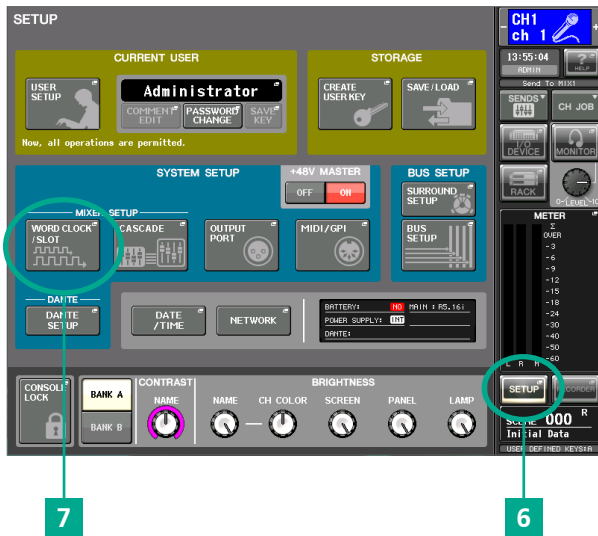 SETUP
CH1
ch 1
13:55:04
ADMIN
?
HELP
Send To MIX1
SENDS
CH JOB
I/O
DEVICE
MONITOR
RACK
0-LEVEL-10
METER
Σ
OVER
-3
-6
-9
-12
-15
-18
-24
-30
-40
-50
-60
L R M
SETUP
RECORDER
SCENE 000 R
Initial Data
USER DEFINED KEYS:A
CURRENT USER
USER
SETUP
Administrator
COMMENT
EDIT
PASSWORD
CHANGE
SAVE
KEY
Now, all operations are permitted.
STORAGE
CREATE
USER KEY
SAVE/LOAD
SYSTEM SETUP
+48V MASTER
OFF
ON
MIXER SETUP
WORD CLOCK
/SLOT
CASCADE
OUTPUT
PORT
MIDI/GPI
BUS SETUP
SURROUND
SETUP
BUS
SETUP
DANTE
DANTE
SETUP
DATE
/TIME
NETWORK
BATTERY: NO MAIN : R5.16i
POWER SUPPLY: INT
DANTE:
CONSOLE
LOCK
BANK A
BANK B
CONTRAST
NAME
BRIGHTNESS
NAME
CH COLOR
SCREEN
PANEL
LAMP
7
6